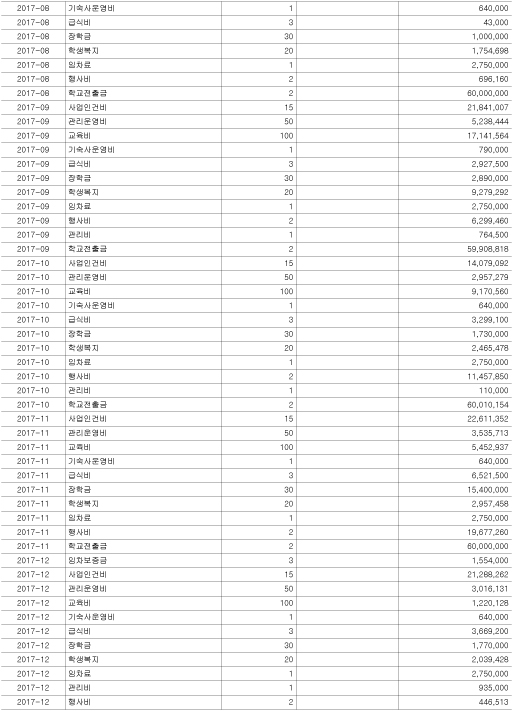 2017-08 기숙사운영비 1 640,000
2017-08 급식비 3 43,000
2017-08 장학금 30 1,000,000
2017-08 학생복지 20 1,754,698
2017-08 임차료 1 2,750,000
2017-08 행사비 2 696,160
2017-08 학교전출금 2 60,000,000
2017-09 사업인건비 15 21,841,007
2017-09 관리운영비 50 5,238,444
2017-09 교육비 100 17,141,564
2017-09 기숙사운영비 1 790,000
2017-09 급식비 3 2,927,500
2017-09 장학금 30 2,890,000
2017-09 학생복지 20 9,279,292
2017-09 임차료 1 2,750,000
2017-09 행사비 2 6,299,460
2017-09 관리비 1 764,500
2017-09 학교전출금 2 59,908,818
2017-10 사업인건비 15 14,079,092
2017-10 관리운영비 50 2,957,279
2017-10 교육비 100 9,170,560
2017-10 기숙사운영비 1 640,000
2017-10 급식비 3 3,299,100
2017-10 장학금 30 1,730,000
2017-10 학생복지 20 2,465,478
2017-10 임차료 1 2,750,000
2017-10 행사비 2 11,457,850
2017-10 관리비 1 110,000
2017-10 학교전출금 2 60,010,154
2017-11 사업인건비 15 22,611,352
2017-11 관리운영비 50 3,535,713
2017-11 교육비 100 5,452,937
2017-11 기숙사운영비 1 640,000
2017-11 급식비 3 6,521,500
2017-11 장학금 30 15,400,000
2017-11 학생복지 20 2,957,458
2017-11 임차료 1 2,750,000
2017-11 행사비 2 19,677,260
2017-11 학교전출금 2 60,000,000
2017-12 임차보증금 3 1,554,000
2017-12 사업인건비 15 21,288,262
2017-12 관리운영비 50 3,016,131
2017-12 교육비 100 1,220,128
2017-12 기숙사운영비 1 640,000
2017-12 급식비 3 3,669,200
2017-12 장학금 30 1,770,000
2017-12 학생복지 20 2,039,428
2017-12 임차료 1 2,750,000
2017-12 관리비 1 935,000
2017-12 행사비 2 446,513